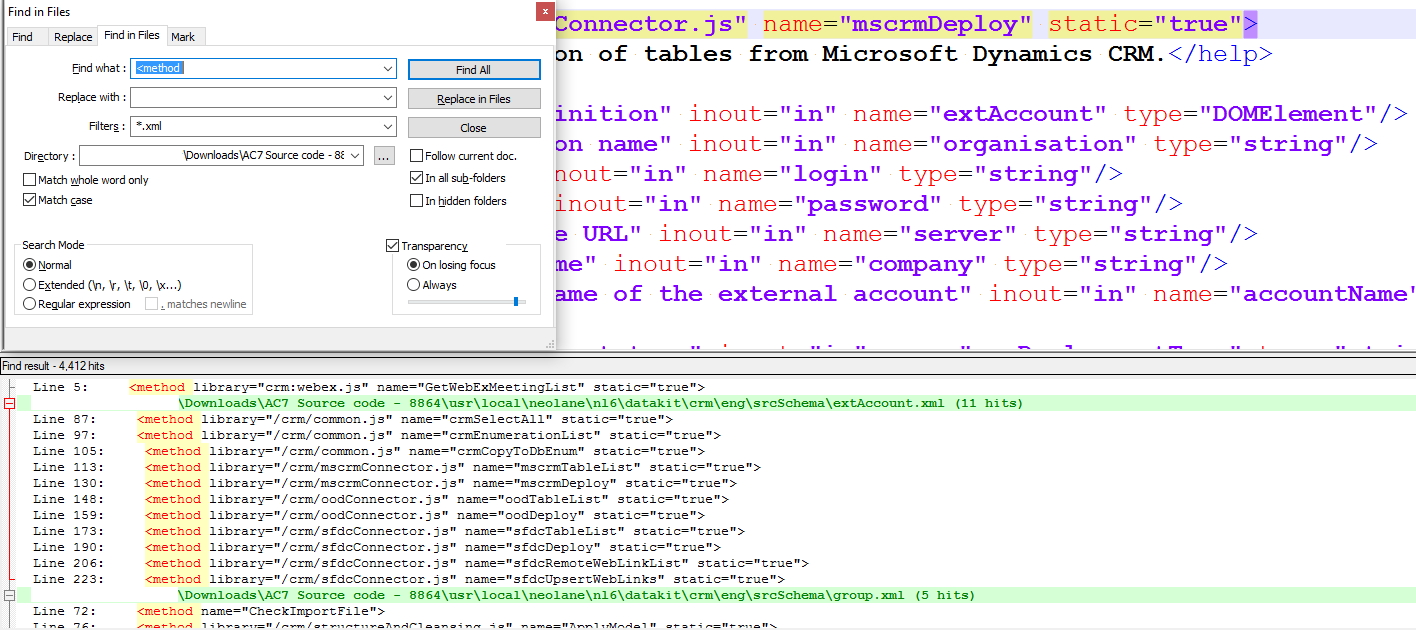 Find in Files
x
Find Replace Find in Files Mark
Find what : <method
Find All
Replace with :
Replace in Files
Filters : *.xml
Close
Directory : \Downloads\AC7 Source code - 88 ...
Follow current doc.
Match whole word only
In all sub-folders
Match case
In hidden folders
Search Mode
Transparency
Normal
On losing focus
Extended (\n, \r, \t, \0, \x...)
Always
Regular expression
. matches newline
Connector.js" name="mscrmDeploy" static="true">
on of tables from Microsoft Dynamics CRM.</help>
inition" inout="in" name="extAccount" type="DOMElement"/>
on name" inout="in" name="organisation" type="string"/>
nout="in" name="login" type="string"/>
inout="in" name="password" type="string"/>
e URL" inout="in" name="server" type="string"/>
me" inout="in" name="company" type="string"/>
ame of the external account" inout="in" name="accountName"
Find result - 4,412 hits
Line 5: <method library="crm:webex.js" name="GetWebExMeetingList" static="true">
\Downloads\AC7 Source code - 8864\usr\local\neolane\nl6\datakit\crm\eng\srcSchema\extAccount.xml (11 hits)
Line 87: <method library="/crm/common.js" name="crmSelectAll" static="true">
Line 97: <method library="/crm/common.js" name="crmEnumerationList" static="true">
Line 105: <method library="/crm/common.js" name="crmCopyToDbEnum" static="true">
Line 113: <method library="/crm/mscrmConnector.js" name="mscrmTableList" static="true">
Line 130: <method library="/crm/mscrmConnector.js" name="mscrmDeploy" static="true">
Line 148: <method library="/crm/oodConnector.js" name="oodTableList" static="true">
Line 159: <method library="/crm/oodConnector.js" name="oodDeploy" static="true">
Line 173: <method library="/crm/sfdcConnector.js" name="sfdcTableList" static="true">
Line 190: <method library="/crm/sfdcConnector.js" name="sfdcDeploy" static="true">
Line 206: <method library="/crm/sfdcConnector.js" name="sfdcRemoteWebLinkList" static="true">
Line 223: <method library="/crm/sfdcConnector.js" name="sfdcUpsertWebLinks" static="true">
\Downloads\AC7 Source code - 8864\usr\local\neolane\nl6\datakit\crm\eng\srcSchema\group.xml (5 hits)
Line 72: <method name="CheckImportFile">
Line 76: <method library="/crm/structureAndCleansing.js" name="ApplyModel" static="true">